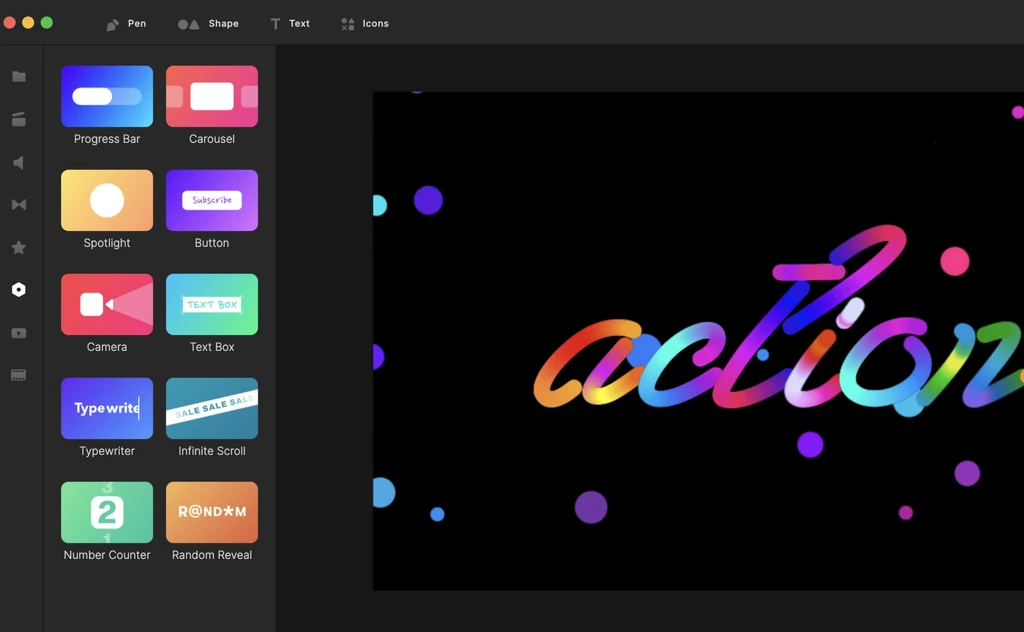 Pen
Shape
Text
Icons
Progress Bar
Carousel
Subscribe
Spotlight
Button
TEXT BOX
Camera
Text Box
Typewrite
SALE SALE SALE
Typewriter
Infinite Scroll
3
2
1
R@ND*M
Number Counter
Random Reveal
action